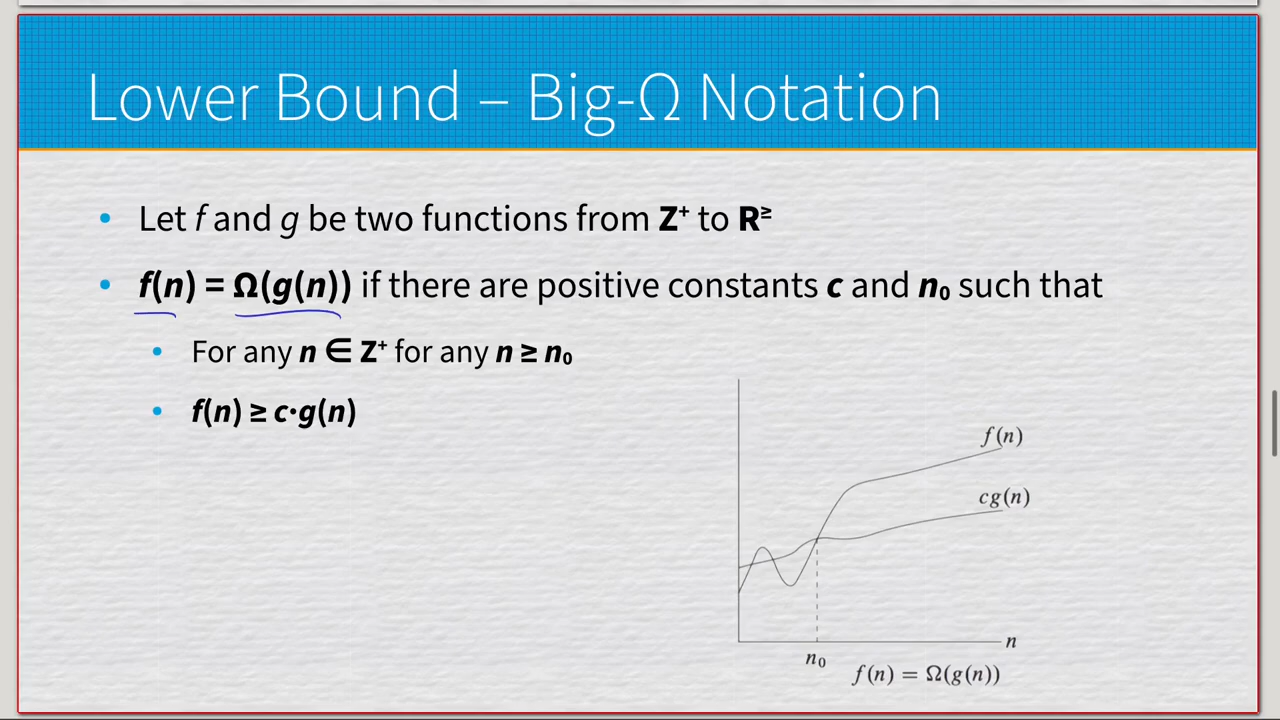 Lower Bound – Big-Ω Notation
• Let f and g be two functions from Z⁺ to R≥
• f(n) = Ω(g(n)) if there are positive constants c and n₀ such that
• For any n ∈ Z⁺ for any n ≥ n₀
• f(n) ≥ c·g(n)
f(n)
cg(n)
n
n₀
f(n) = Ω(g(n))